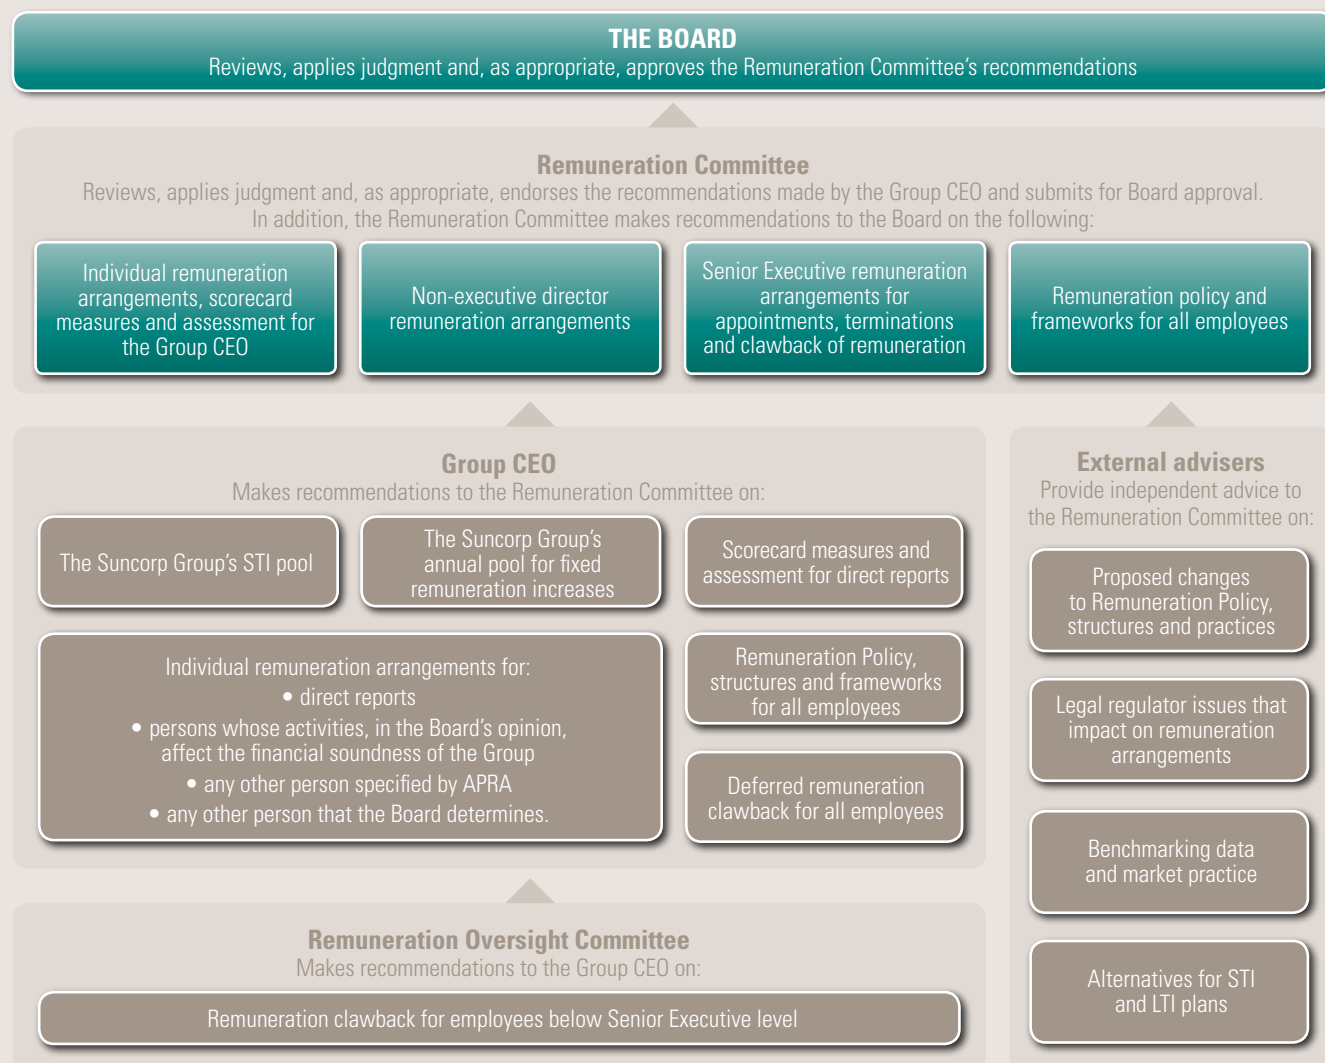 THE BOARD
Reviews, applies judgment and, as appropriate, approves the Remuneration Committee’s recommendations
Remuneration Committee
Reviews, applies judgment and, as appropriate, endorses the recommendations made by the Group CEO and submits for Board approval.
In addition, the Remuneration Committee makes recommendations to the Board on the following:
Individual remuneration
arrangements, scorecard
measures and assessment for
the Group CEO
Non-executive director
remuneration arrangements
Senior Executive remuneration
arrangements for
appointments, terminations
and clawback of remuneration
Remuneration policy and
frameworks for all employees
Group CEO
Makes recommendations to the Remuneration Committee on:
The Suncorp Group’s STI pool
The Suncorp Group’s
annual pool for fixed
remuneration increases
Scorecard measures and
assessment for direct reports
Individual remuneration arrangements for:
• direct reports
• persons whose activities, in the Board’s opinion,
affect the financial soundness of the Group
• any other person specified by APRA
• any other person that the Board determines.
Remuneration Policy,
structures and frameworks
for all employees
Deferred remuneration
clawback for all employees
Remuneration Oversight Committee
Makes recommendations to the Group CEO on:
Remuneration clawback for employees below Senior Executive level
External advisers
Provide independent advice to
the Remuneration Committee on:
Proposed changes
to Remuneration Policy,
structures and practices
Legal regulator issues that
impact on remuneration
arrangements
Benchmarking data
and market practice
Alternatives for STI
and LTI plans